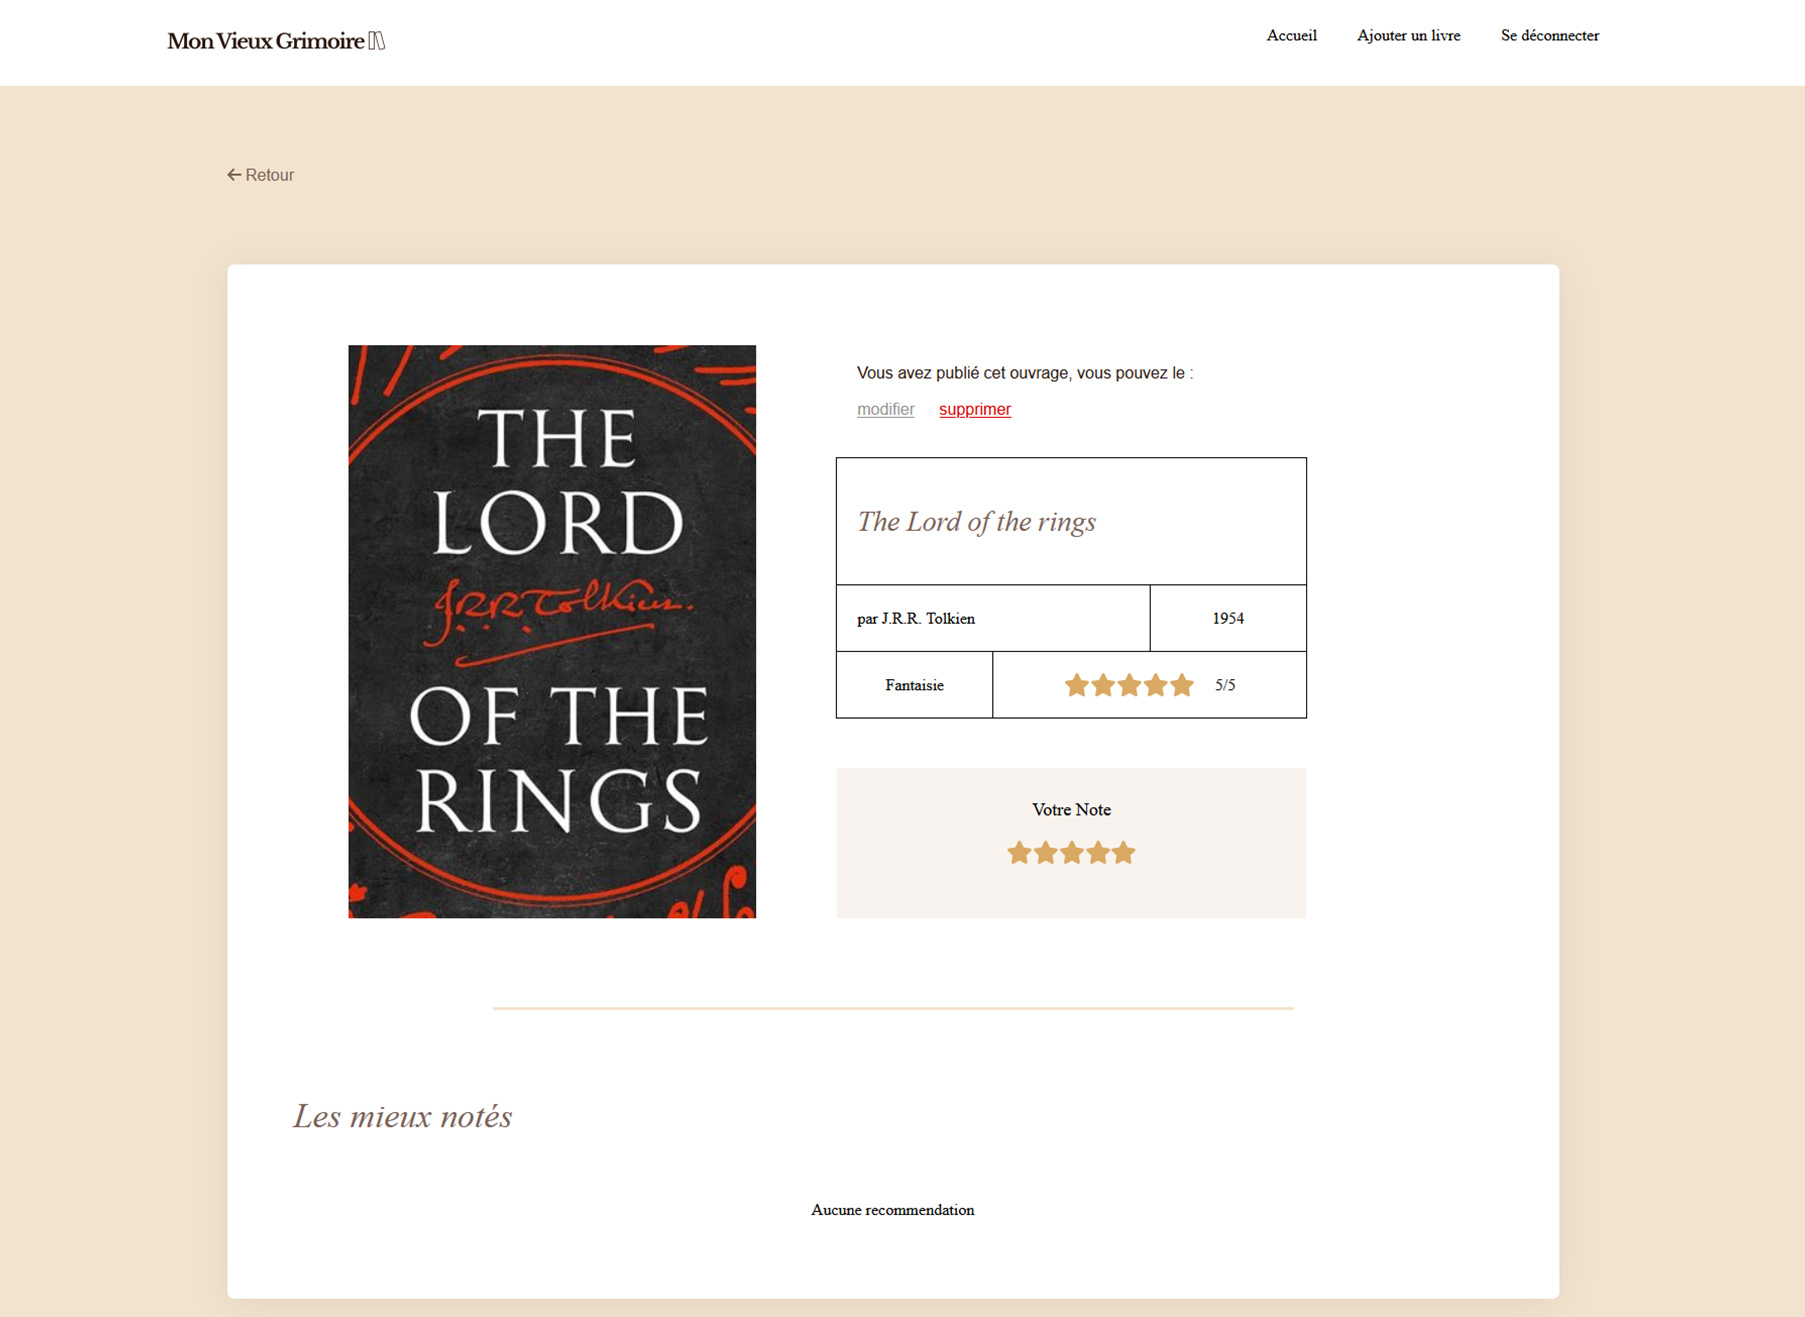 Mon Vieux Grimoire
Accueil
Ajouter un livre
Se déconnecter
Retour
THE
LORD
J.R.R. Tolkien.
OF THE
RINGS
Vous avez publié cet ouvrage, vous pouvez le :
modifier supprimer
The Lord of the rings
par J.R.R. Tolkien
1954
Fantaisie
5/5
Votre Note
Les mieux notés
Aucune recommendation